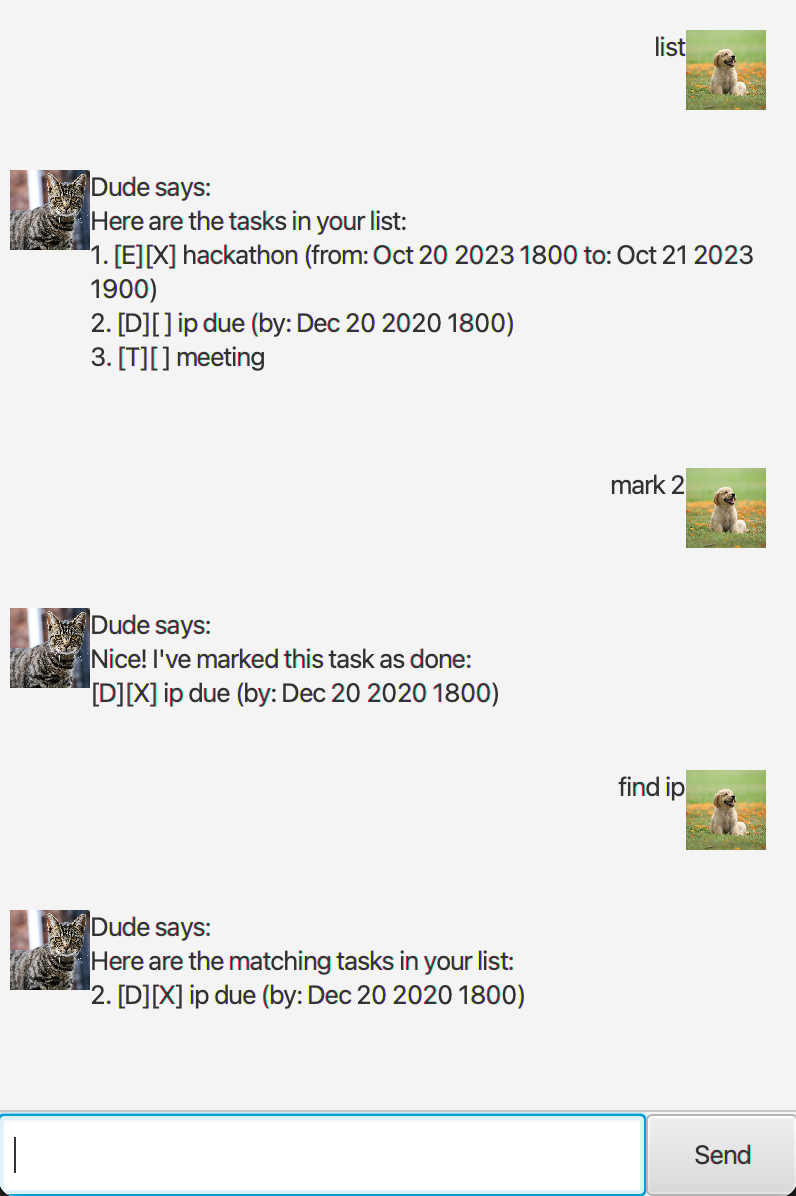 list
Dude says:
Here are the tasks in your list:
1. [E][X] hackathon (from: Oct 20 2023 1800 to: Oct 21 2023
1900)
2. [D][ ] ip due (by: Dec 20 2020 1800)
3. [T][ ] meeting
mark 2
Dude says:
Nice! I've marked this task as done:
[D][X] ip due (by: Dec 20 2020 1800)
find ip
Dude says:
Here are the matching tasks in your list:
2. [D][X] ip due (by: Dec 20 2020 1800)
Send